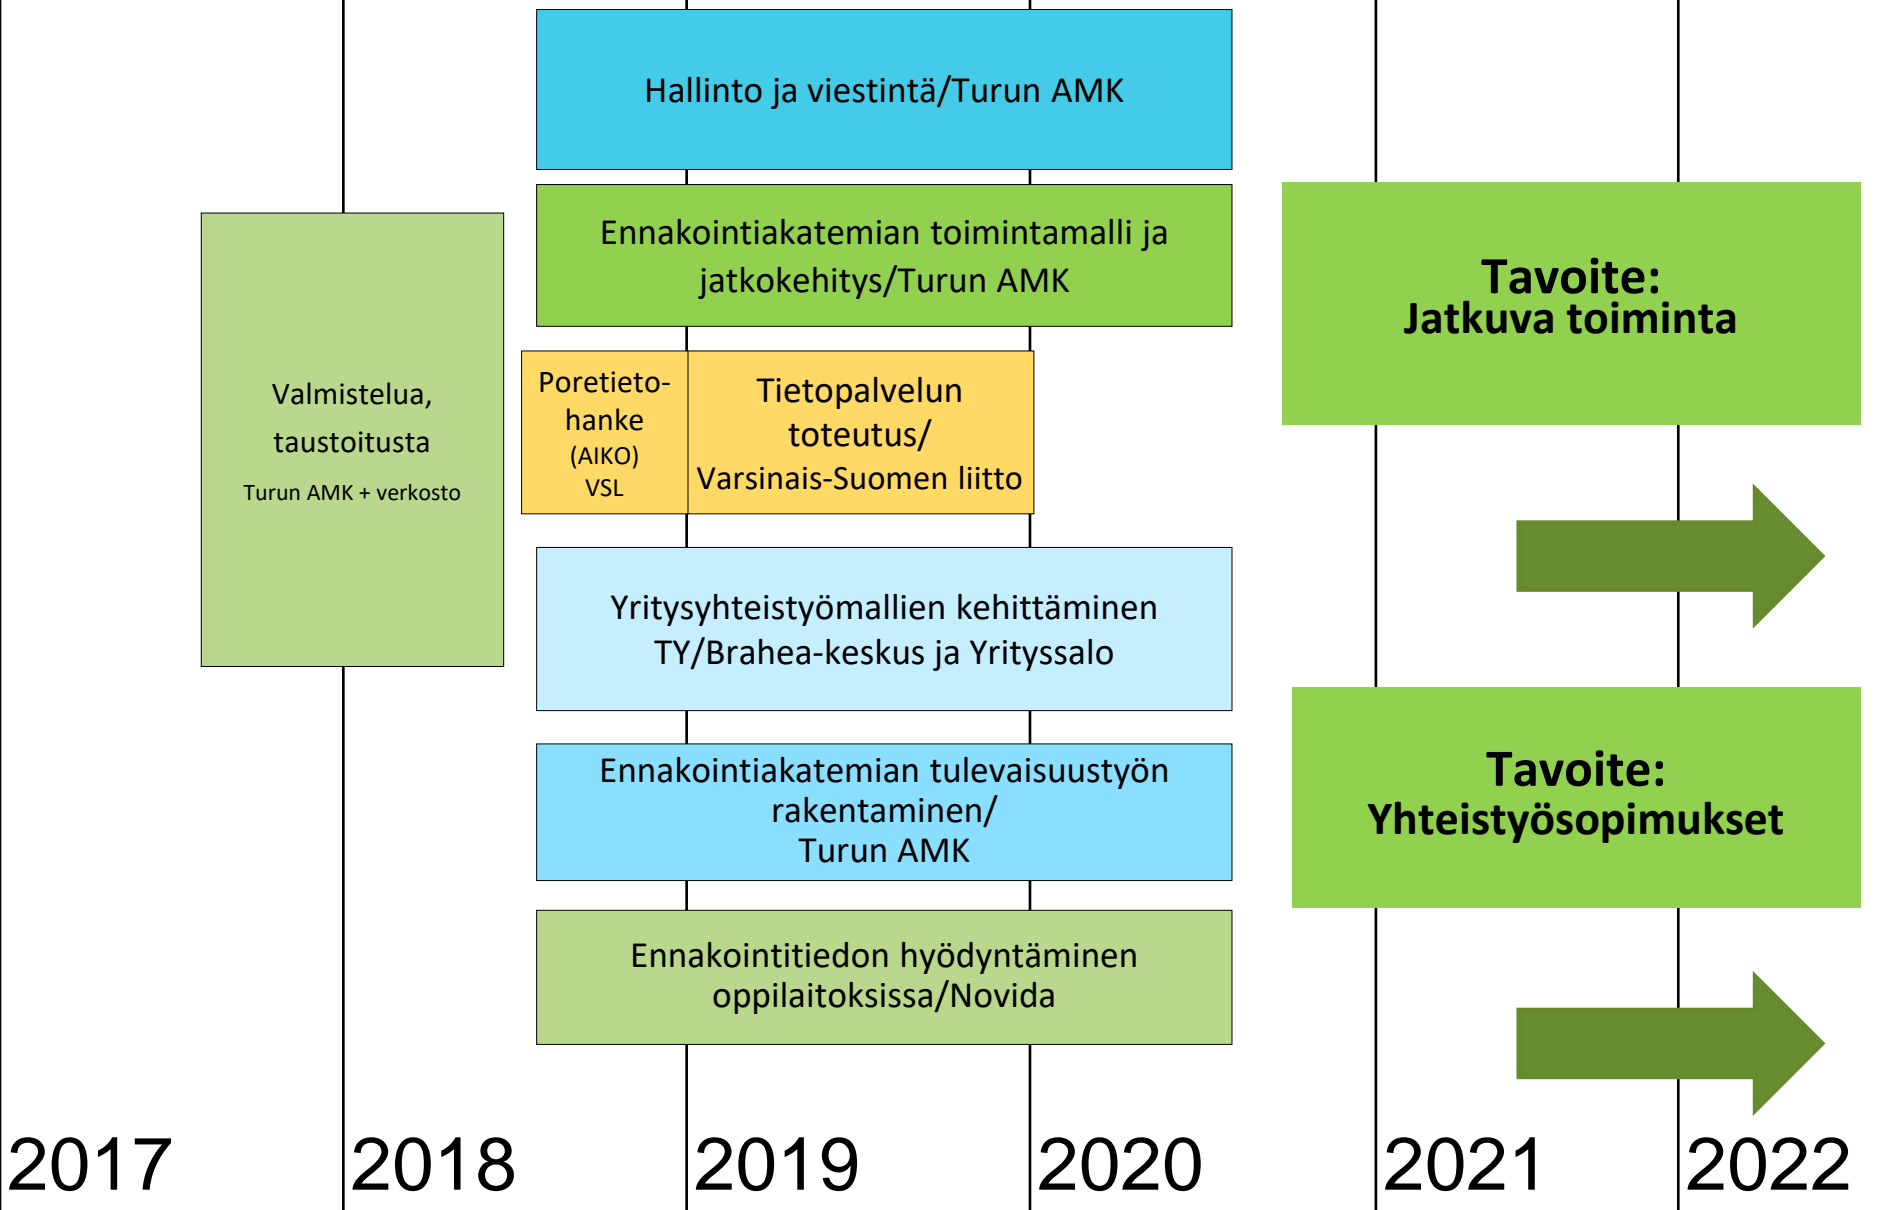 Hallinto ja viestintä/Turun AMK
Ennakointiakatemian toimintamalli ja
jatkokehitys/Turun AMK
Valmistelua,
taustoitusta
Turun AMK + verkosto
Poretieto-
hanke
(AIKO)
VSL
Tietopalvelun
toteutus/
Varsinais-Suomen liitto
Yritysyhteistyömallien kehittäminen
TY/Brahea-keskus ja Yrityssalo
Ennakointiakatemian tulevaisuustyön
rakentaminen/
Turun AMK
Ennakointitiedon hyödyntäminen
oppilaitoksissa/Novida
Tavoite:
Jatkuva toiminta
Tavoite:
Yhteistyösopimukset
2017
2018
2019
2020
2021
2022